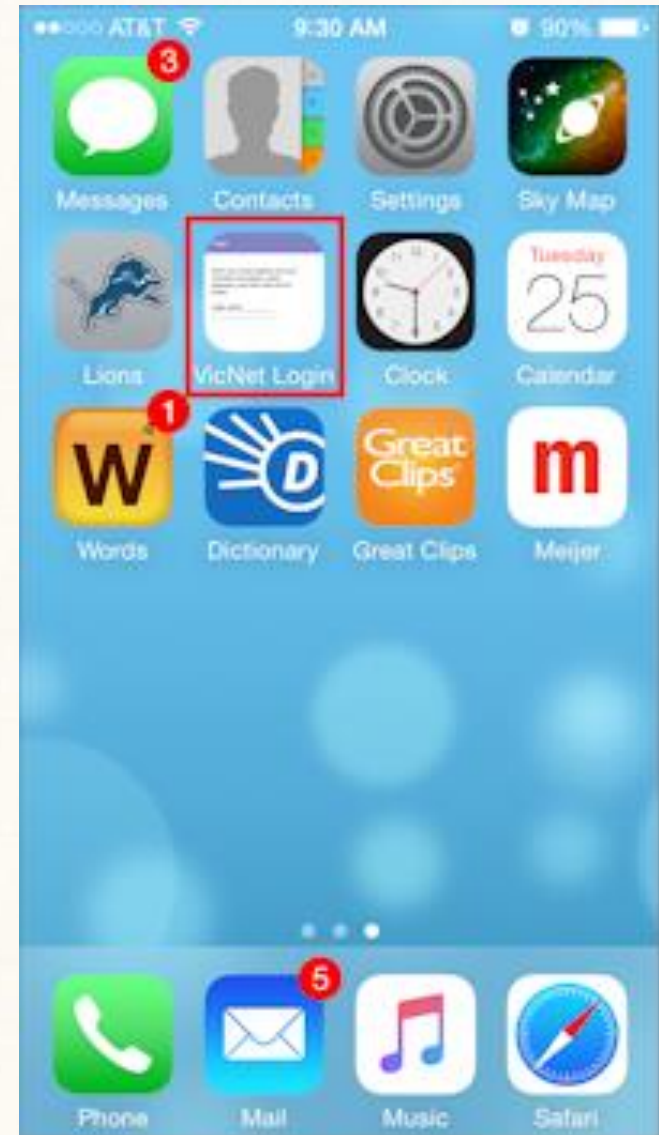 AT&T 9:30 AM 90%
3
Messages Contacts Settings Sky Map
Tuesday
25
Lions VicNet Login Clock Calendar
1
W D Great Clips m
Words Dictionary Great Clips Meijer
5
Phone Mail Music Safari